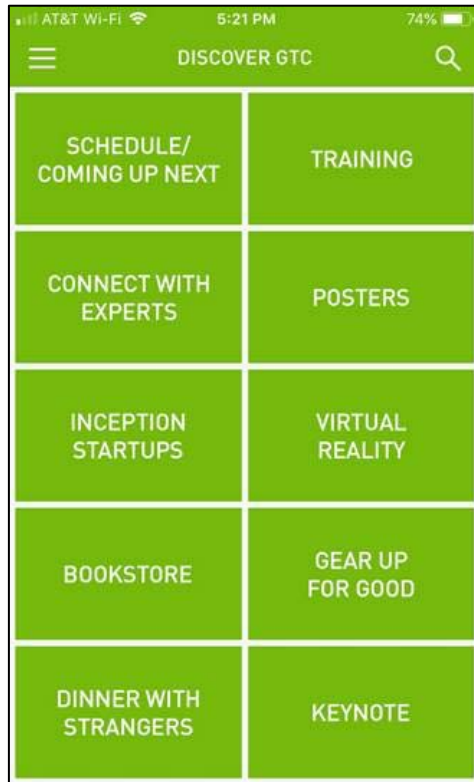 AT&T Wi-Fi 5:21 PM 74%
DISCOVER GTC
SCHEDULE/
COMING UP NEXT
TRAINING
CONNECT WITH
EXPERTS
POSTERS
INCEPTION
STARTUPS
VIRTUAL
REALITY
BOOKSTORE
GEAR UP
FOR GOOD
DINNER WITH
STRANGERS
KEYNOTE